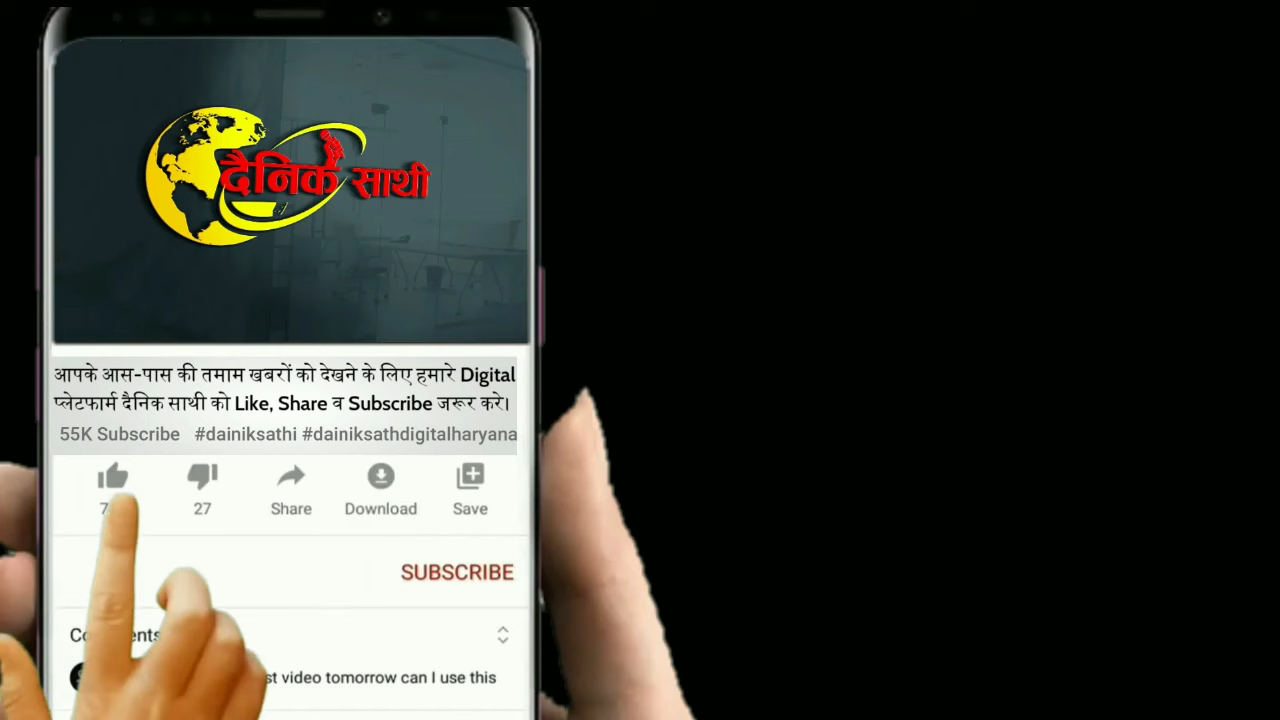 दैनिक साथी
आपके आस-पास की तमाम खबरों को देखने के लिए हमारे Digital
प्लेटफार्म दैनिक साथी को Like, Share व Subscribe जरूर करे।
55K Subscribe #dainiksathi #dainiksathdigitalharyana
27 Share Download Save
SUBSCRIBE
video tomorrow can I use this